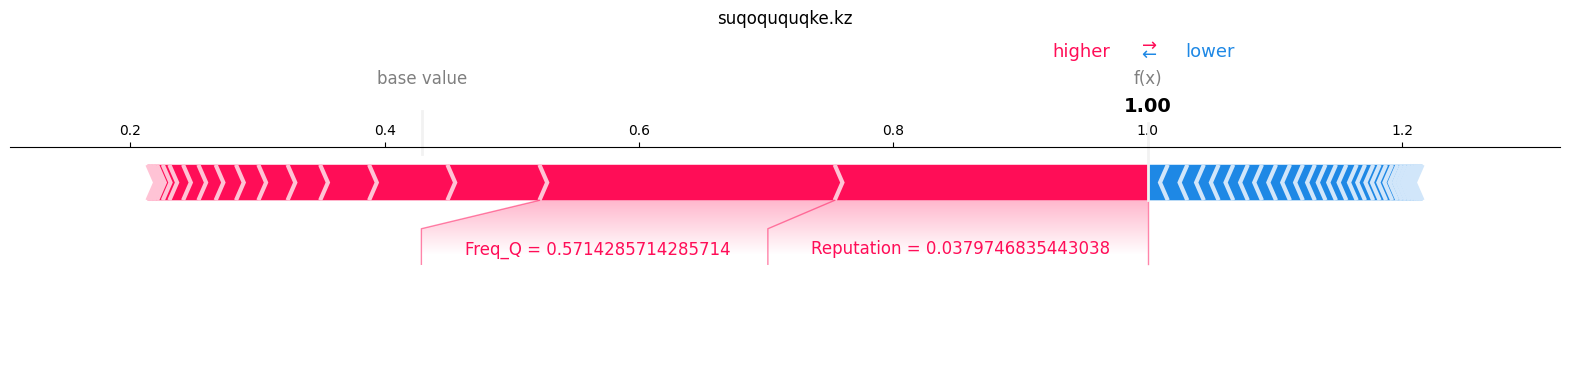 suqoququqke.kz
higher → ← lower
base value f(x)
1.00
0.2 0.4 0.6 0.8 1.0 1.2
Freq_Q = 0.5714285714285714 Reputation = 0.0379746835443038